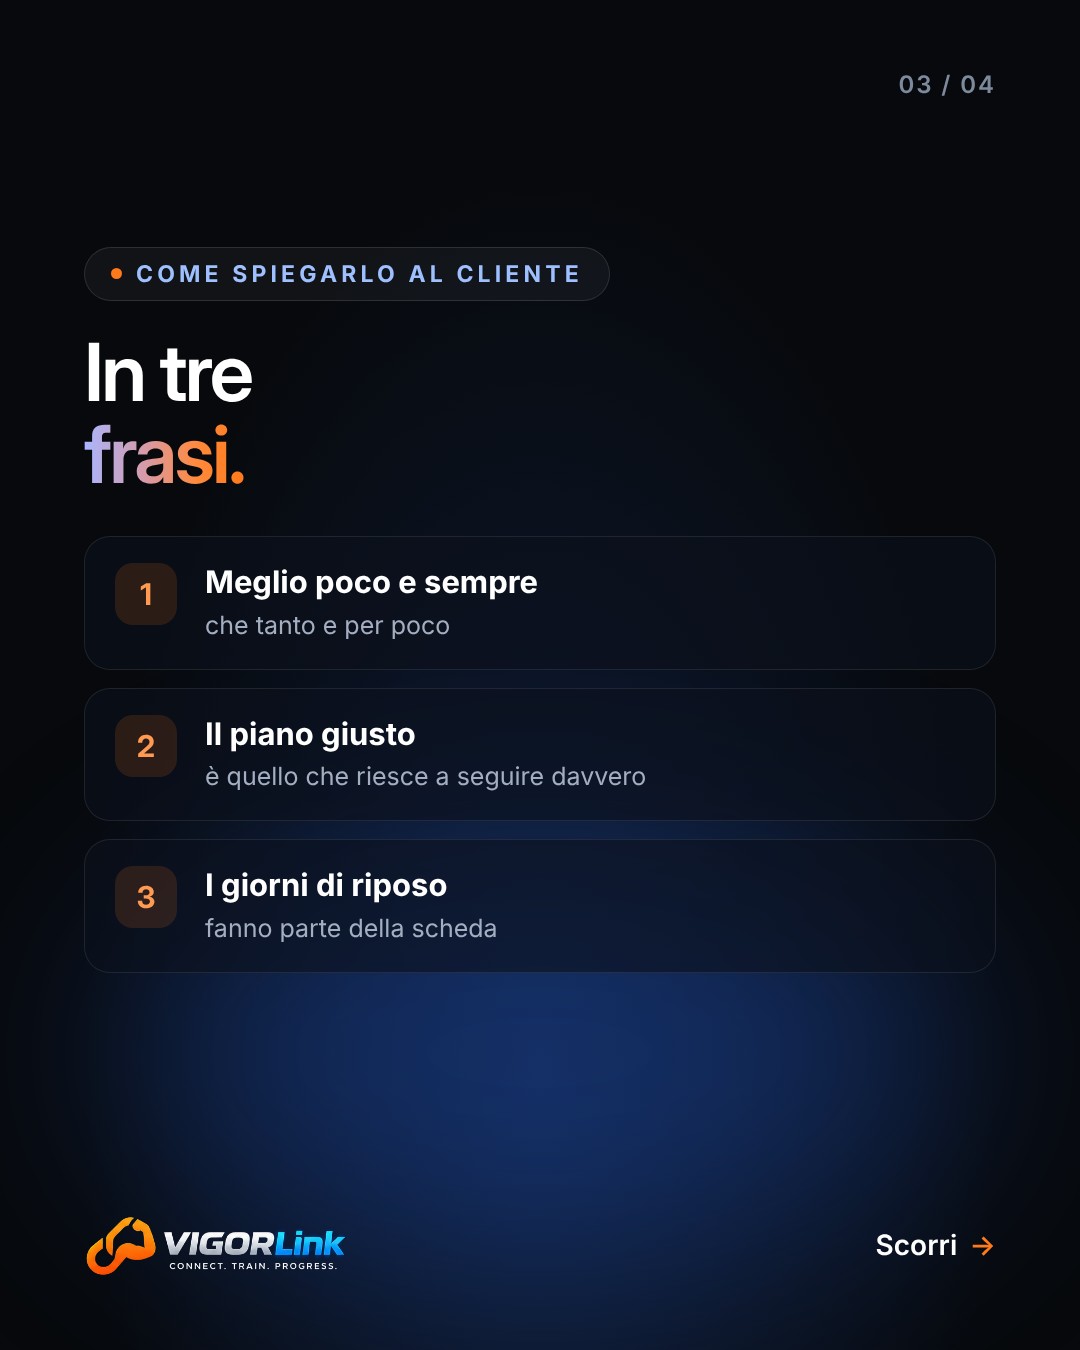 03 / 04
COME SPIEGARLO AL CLIENTE
In tre
frasi.
1
Meglio poco e sempre
che tanto e per poco
2
Il piano giusto
è quello che riesce a seguire davvero
3
I giorni di riposo
fanno parte della scheda
VIGORLink
CONNECT. TRAIN. PROGRESS.
Scorri →